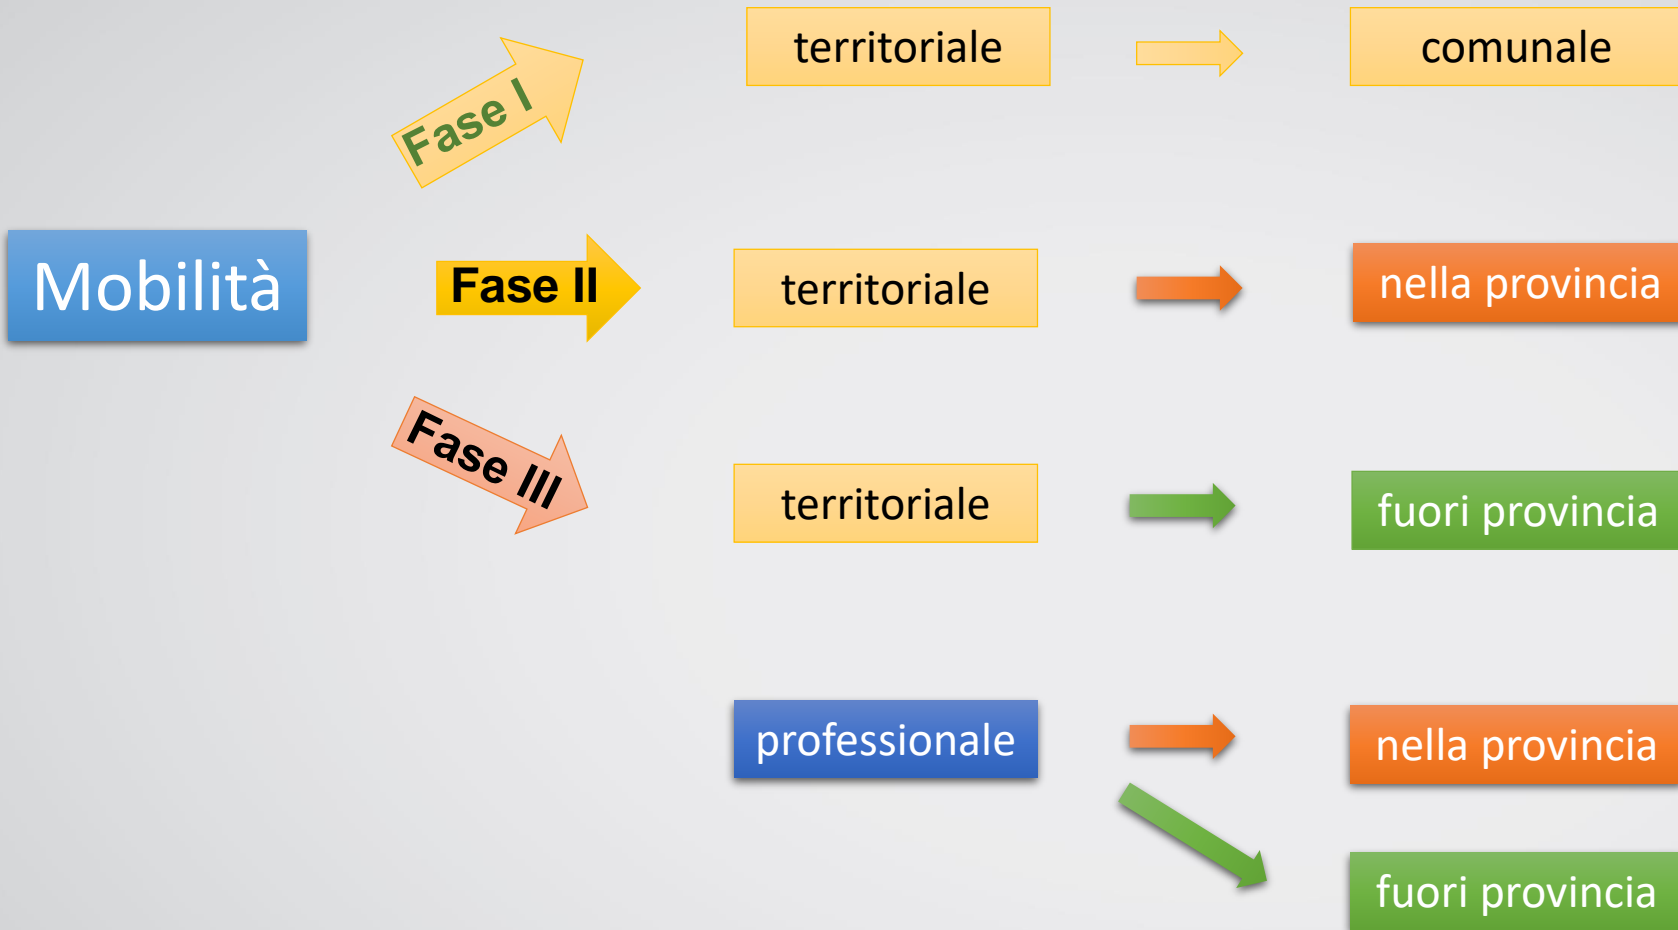 Fase I
territoriale
comunale
Mobilità
Fase II
territoriale
nella provincia
Fase III
territoriale
fuori provincia
professionale
nella provincia
fuori provincia